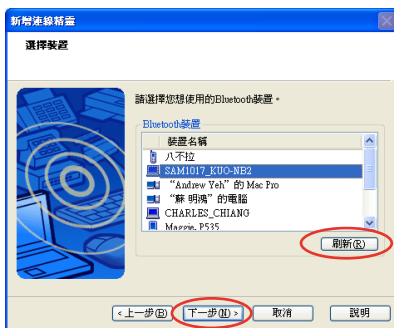 新增連線精靈
選擇裝置
請選擇您想使用的Bluetooth裝置。
Bluetooth裝置
裝置名稱
八不拉
SAM1017_KUO-NB2
“Andrew Yeh” 的 Mac Pro
“蘇 明鴻” 的電腦
CHARLES_CHIANG
Maggie_P535
刷新(R)
<上一步(B) 下一步(N)> 取消 說明